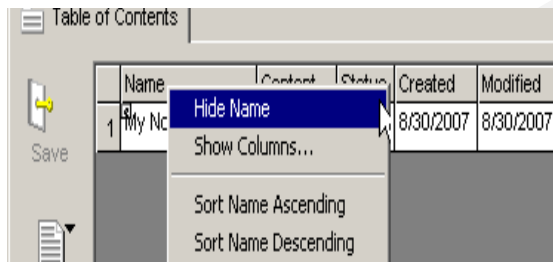 Table of Contents
Name Content Status Created Modified
1 My No 8/30/2007 8/30/2007
Save
Hide Name
Show Columns...
Sort Name Ascending
Sort Name Descending